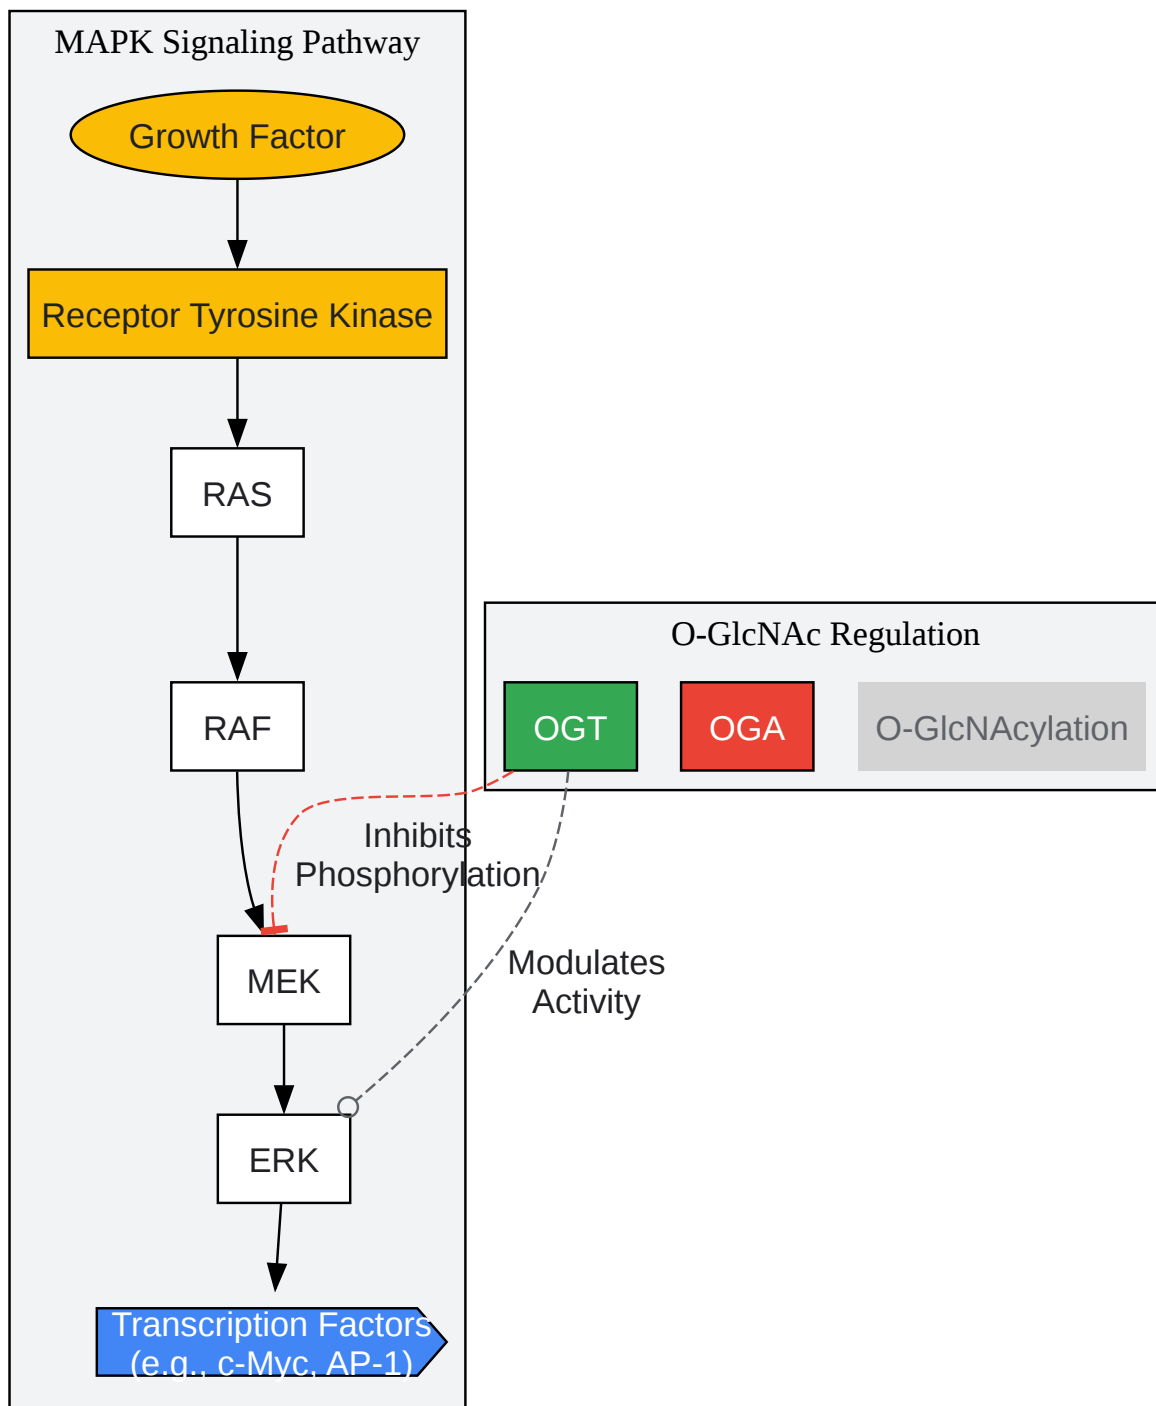 MAPK Signaling Pathway
Growth Factor
Receptor Tyrosine Kinase
RAS
O-GlcNAc Regulation
RAF
OGT
OGA
O-GlcNAcylation
Inhibits
Phosphorylation
MEK
Modulates
Activity
ERK
Transcription Factors
(e.g., c-Myc, AP-1)